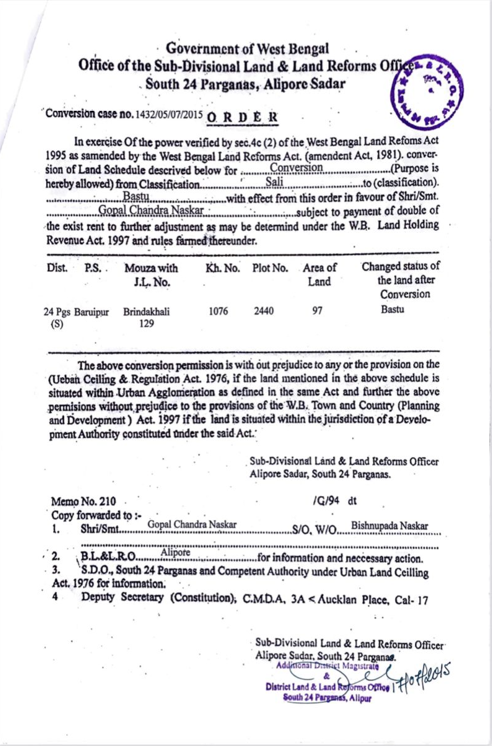 Government of West Bengal
Office of the Sub-Divisional Land & Land Reforms Office
South 24 Parganas, Alipore Sadar
Conversion case no. 1432/05/07/2015 O R D E R
In exercise Of the power verified by sec.4c (2) of the West Bengal Land Refoms Act
1995 as samended by the West Bengal Land Reforms Act. (amendent Act, 1981). conver-
sion of Land Schedule descrived below for Conversion (Purpose is
hereby allowed) from Classification Sali to (classification).
Bastu with effect from this order in favour of Shri/Smt.
Gopal Chandra Naskar subject to payment of double of
the exist rent to further adjustment as may be determind under the W.B. Land Holding
Revenue Act. 1997 and rules farmed thereunder.
Dist. P.S. Mouza with Kh. No. Plot No. Area of Changed status of
J.L. No. Land the land after
Conversion
24 Pgs Baruipur Brindakhali 1076 2440 97 Bastu
(S) 129
The above conversion permission is with out prejudice to any or the provision on the
(Ueban Ceiling & Regulation Act. 1976, if the land mentioned in the above schedule is
situated within Urban Agglomeration as defined in the same Act and further the above
permisions without prejudice to the provisions of the W.B. Town and Country (Planning
and Development ) Act. 1997 if the land is situated within the jurisdiction of a Develo-
pment Authority constituted under the said Act.
Sub-Divisional Land & Land Reforms Officer
Alipore Sadar, South 24 Parganas.
Memo No. 210 /G/94 dt
Copy forwarded to :-
1. Shri/Smt. Gopal Chandra Naskar S/O, W/O Bishnupada Naskar
2. B.L.&L.R.O. Alipore for information and neccessary action.
3. S.D.O., South 24 Parganas and Competent Authority under Urban Land Ceilling
Act. 1976 for information.
4 Deputy Secretary (Constitution), C.M.D.A, 3A < Aucklan Place, Cal- 17
Sub-Divisional Land & Land Reforms Officer
Alipore Sadar, South 24 Parganas.
Additional District Magistrate
&
District Land & Land Reforms Office
South 24 Parganas, Alipur